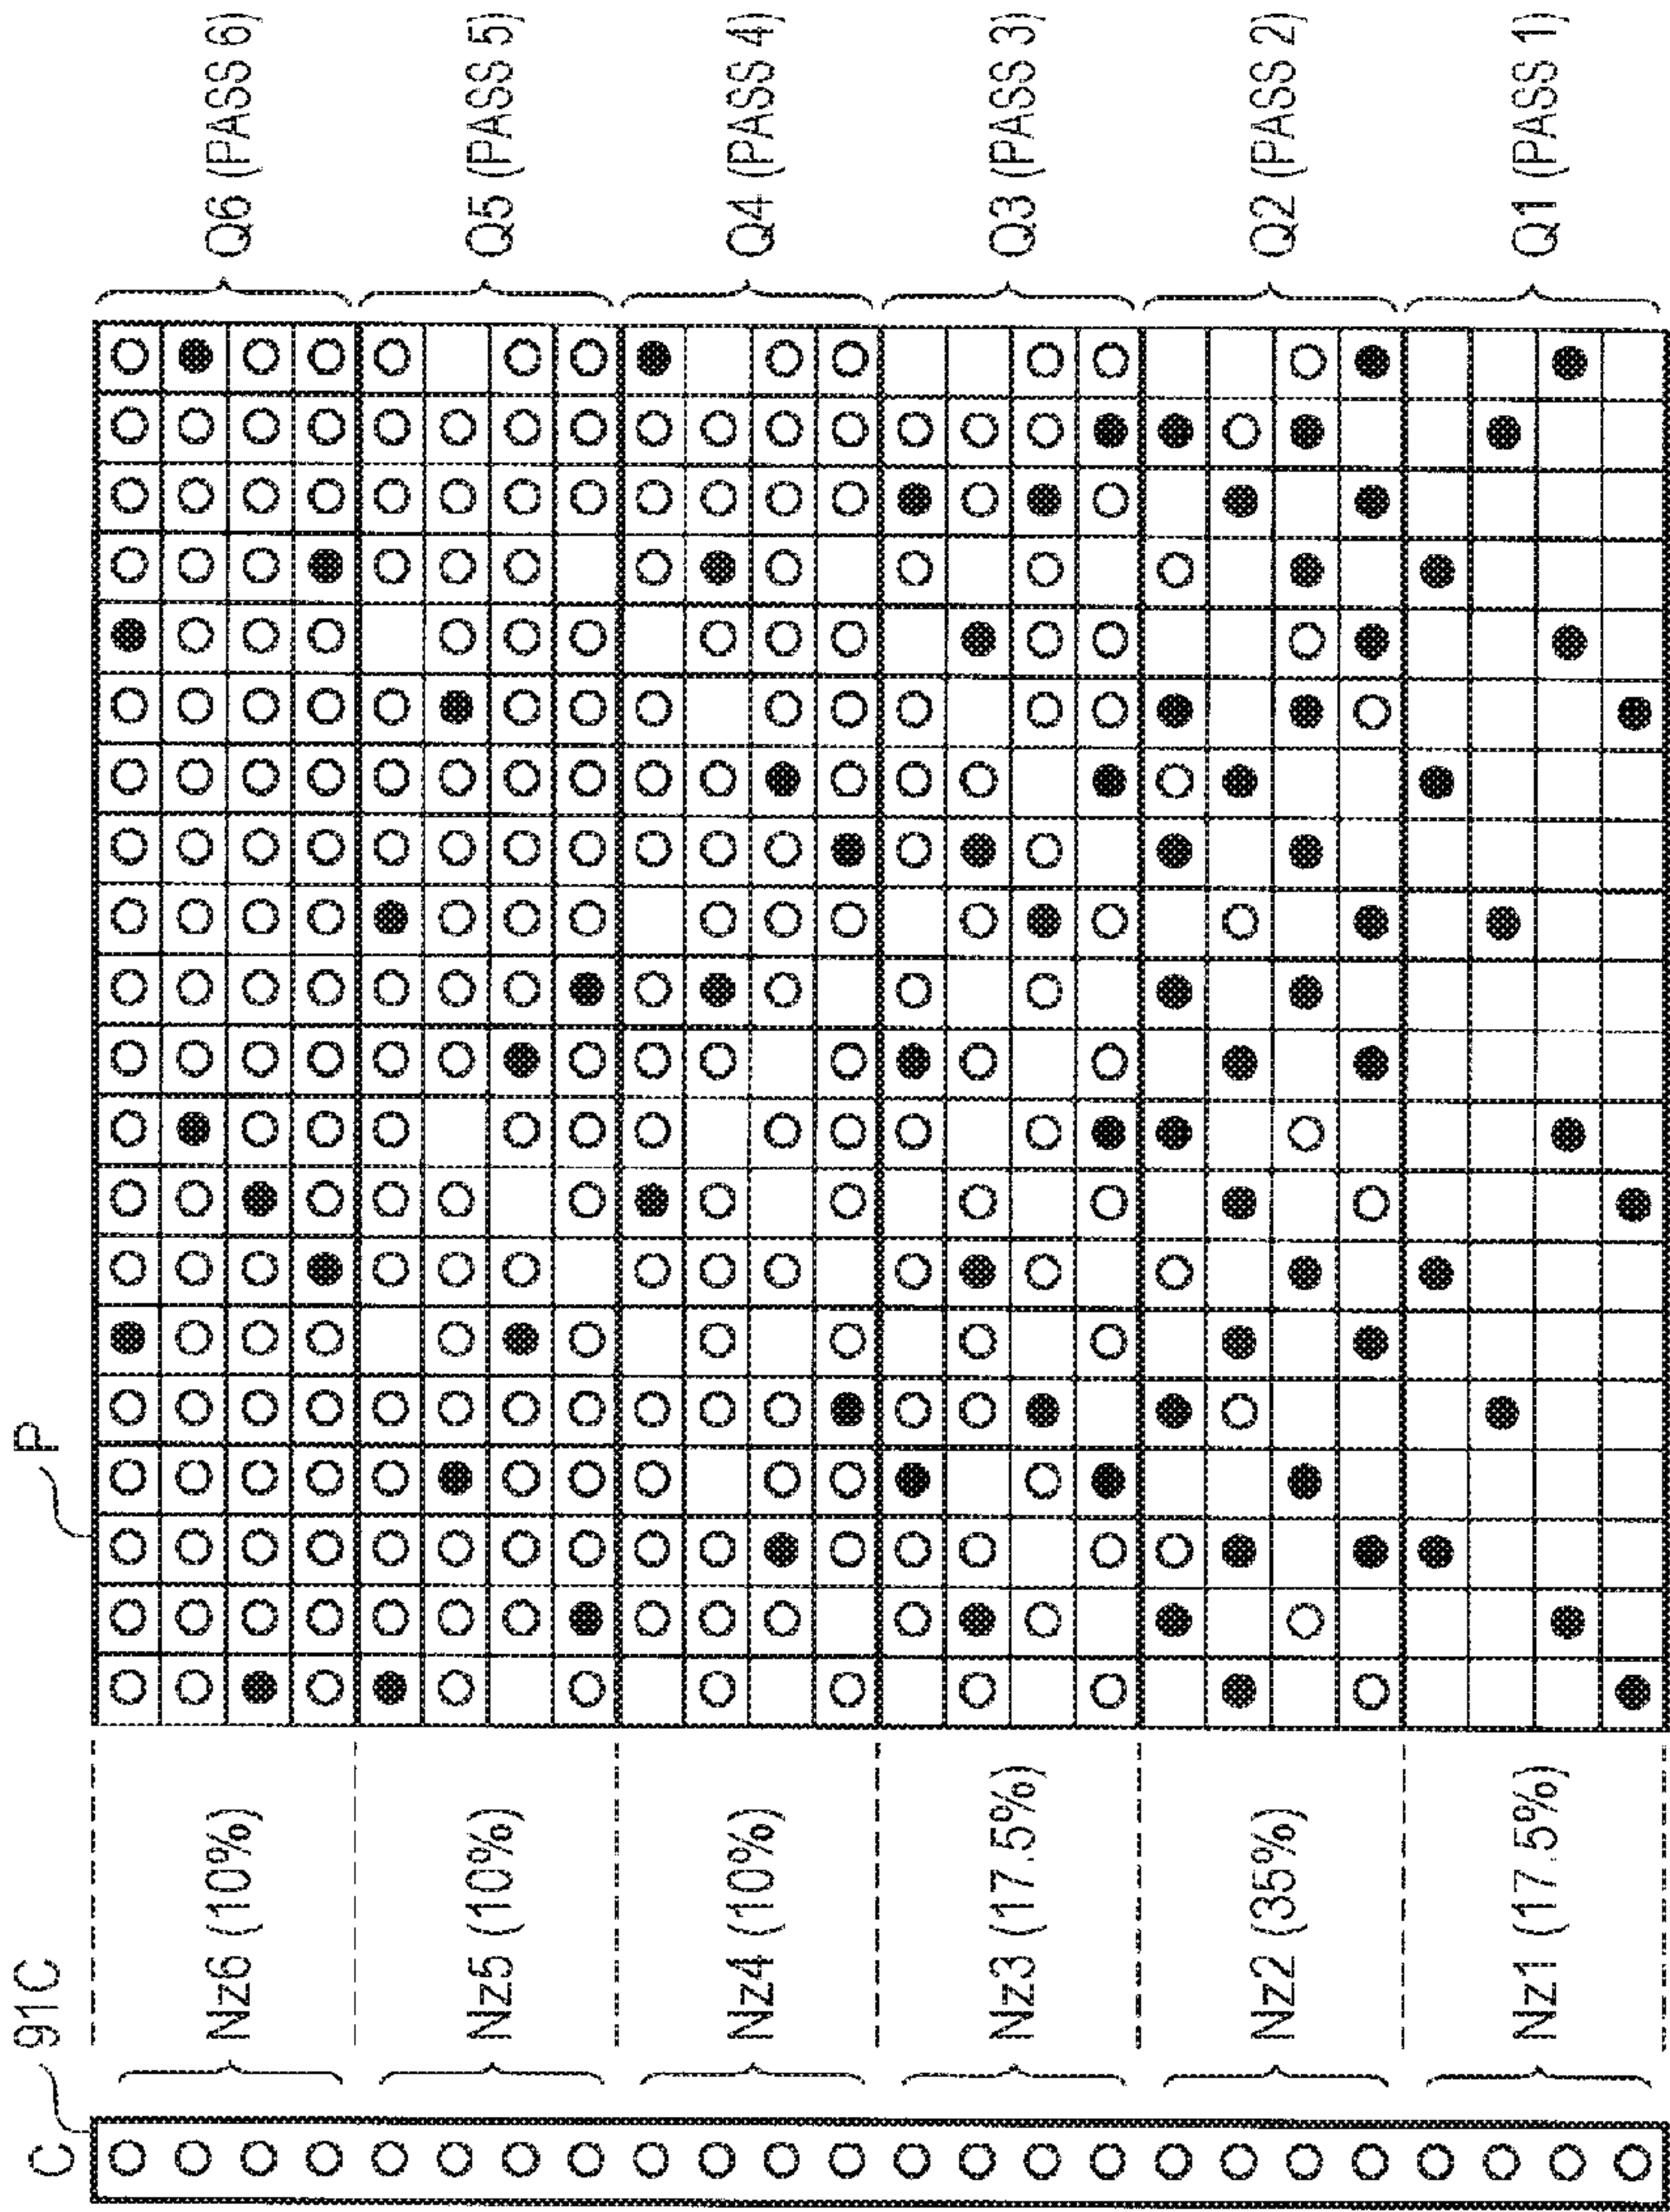 C
91C
P
Nz6 (10%)
Q6 (PASS 6)
Nz5 (10%)
Q5 (PASS 5)
Nz4 (10%)
Q4 (PASS 4)
Nz3 (17.5%)
Q3 (PASS 3)
Nz2 (35%)
Q2 (PASS 2)
Nz1 (17.5%)
Q1 (PASS 1)